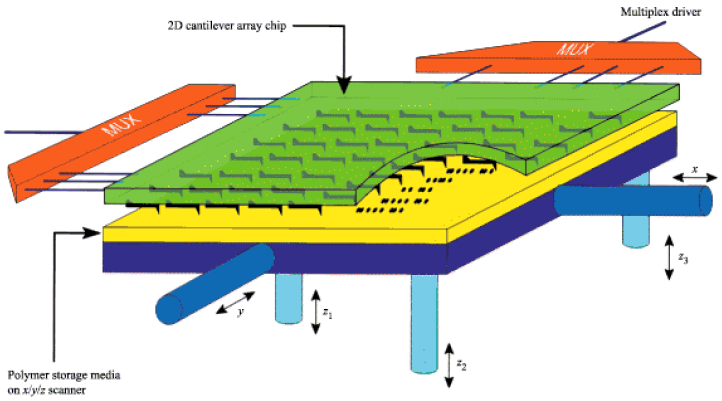 Multiplex driver
2D cantilever array chip
MUX
MUX
x
z3
y
z1
z2
Polymer storage media
on x/y/z scanner